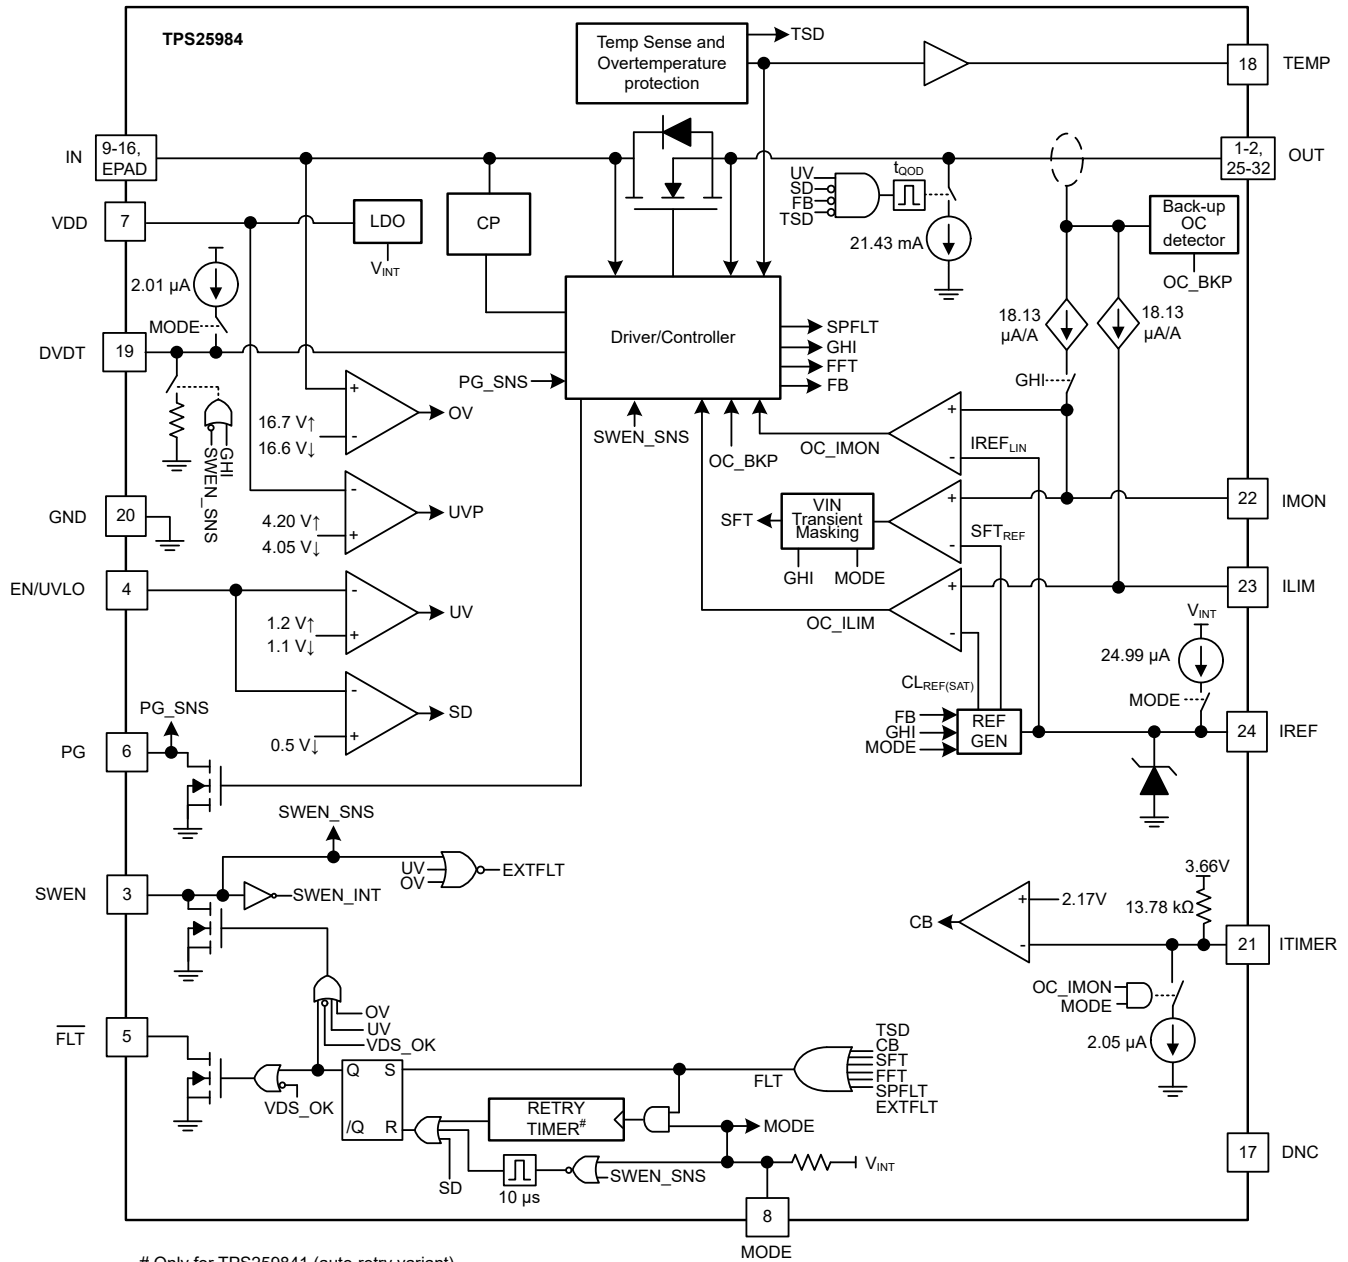 TPS25984
Temp Sense and
Overtemperature
protection
TSD
18
TEMP
IN
9-16,
EPAD
1-2,
25-32
OUT
VDD
7
LDO
VINT
CP
UV
SD
FB
TSD
tQOD
21.43 mA
Back-up
OC
detector
OC_BKP
2.01 µA
MODE
DVDT
19
Driver/Controller
SPFLT
GHI
FFT
FB
18.13
µA/A
18.13
µA/A
GHI
PG_SNS
SWEN_SNS
OC_BKP
OC_IMON
+
-
IREFLIN
+
16.7 V↑
-
16.6 V↓
OV
SWEN_SNS
GHI
GND
20
-
4.20 V↑
+
4.05 V↓
UVP
SFT
VIN
Transient
Masking
GHI
MODE
+
SFTREF
-
22
IMON
EN/UVLO
4
-
1.2 V↑
+
1.1 V↓
UV
OC_ILIM
+
-
23
ILIM
VINT
24.99 µA
MODE
CLREF(SAT)
-
+
0.5 V↓
SD
PG_SNS
PG
6
FB
GHI
MODE
REF
GEN
24
IREF
SWEN_SNS
UV
OV
EXTFLT
SWEN
3
SWEN_INT
3.66V
13.78 kΩ
+
2.17V
-
CB
21
ITIMER
OC_IMON
MODE
2.05 µA
OV
UV
VDS_OK
FLT
5
VDS_OK
Q
S
/Q
R
FLT
TSD
CB
SFT
FFT
SPFLT
EXTFLT
RETRY
TIMER#
MODE
SD
10 µs
SWEN_SNS
VINT
17
DNC
8
MODE
# Only for TPS259841 (auto retry variant)